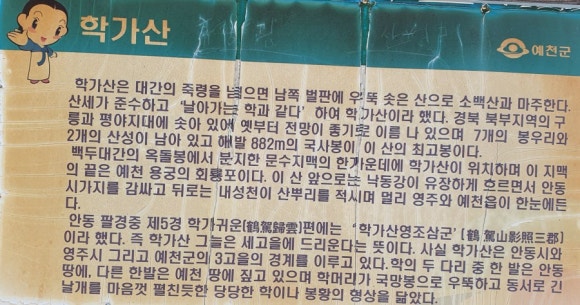 학가산
예천군
학가산은 대간의 죽령을 넘으면 남쪽 벌판에 우뚝 솟은 산으로 소백산과 마주한다.
산세가 준수하고 '날아가는 학과 같다' 하여 학가산이라 했다. 경북 북부지역의 구
릉과 평야지대에 솟아 있어 옛부터 전망이 좋기로 이름 나 있으며 7개의 봉우리와
2개의 산성이 남아 있고 해발 882m의 국사봉이 이 산의 최고봉이다.
백두대간의 옥돌봉에서 분지한 문수지맥의 한가운데에 학가산이 위치하며 이 지맥
의 끝은 예천 용궁의 회룡포이다. 이 산 앞으로는 낙동강이 유장하게 흐르면서 안동
시가지를 감싸고 뒤로는 내성천이 산뿌리를 적시며 멀리 영주와 예천읍이 한눈에든
다.
안동 팔경중 제5경 학가귀운(鶴駕歸雲)편에는 '학가산영조삼군'(鶴駕山影照三郡)
이라 했다. 즉 학가산 그늘은 세고을에 드리운다는 뜻이다. 사실 학가산은 안동시와
영주시 그리고 예천군의 3고을의 경계를 이루고 있다. 학의 두 다리 중 한 발은 안동
땅에, 다른 한발은 예천 땅에 짚고 있으며 학머리가 국망봉으로 우뚝하고 동서로 긴
날개를 마음껏 펼친듯한 당당한 학이나 봉황의 형상을 닮았다.